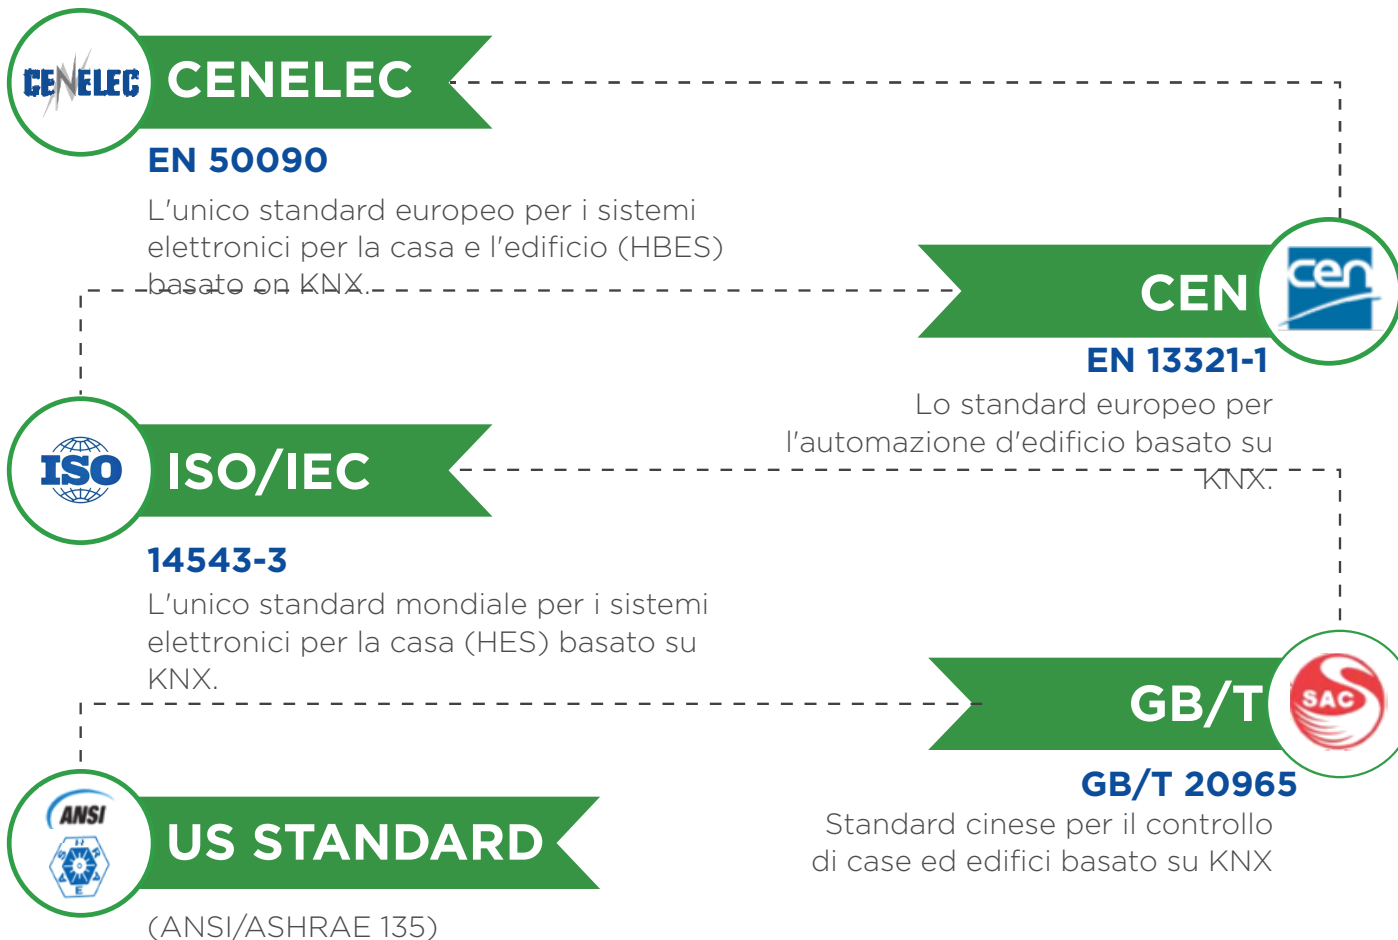 CENELEC
CENELEC
EN 50090
L'unico standard europeo per i sistemi
elettronici per la casa e l'edificio (HBES)
basato on KNX.
CEN
cen
EN 13321-1
Lo standard europeo per
l'automazione d'edificio basato su
KNX.
ISO
ISO/IEC
14543-3
L'unico standard mondiale per i sistemi
elettronici per la casa (HES) basato su
KNX.
GB/T
SAC
GB/T 20965
Standard cinese per il controllo
di case ed edifici basato su KNX
ANSI
ASHRAE
US STANDARD
(ANSI/ASHRAE 135)